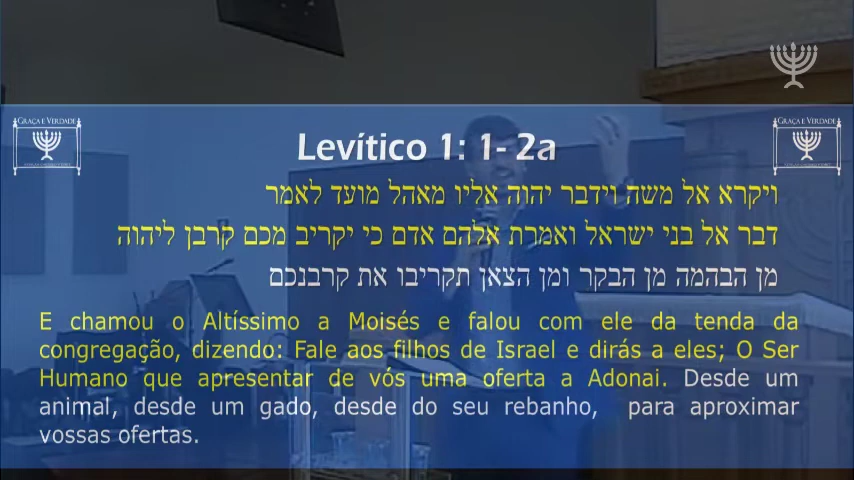 GRAÇA E VERDADE
GRAÇA E VERDADE
Levítico 1: 1- 2a
ויקרא אל משה וידבר יהוה אליו מאהל מועד לאמר
דבר אל בני ישראל ואמרת אלהם אדם כי יקריב מכם קרבן ליהוה
מן הבהמה מן הבקר ומן הצאן תקריבו את קרבנכם
E chamou o Altíssimo a Moisés e falou com ele da tenda da
congregação, dizendo: Fale aos filhos de Israel e dirás a eles; O Ser
Humano que apresentar de vós uma oferta a Adonai. Desde um
animal, desde um gado, desde do seu rebanho, para aproximar
vossas ofertas.